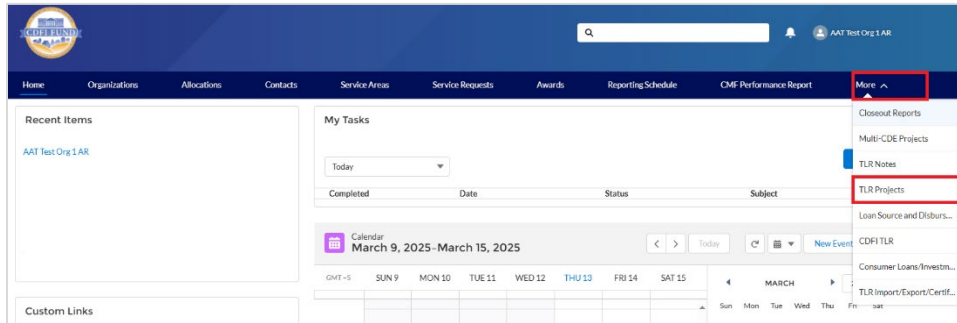 CDFI FUND
AAT Test Org 1 AR
Home Organizations Allocations Contacts Service Areas Service Requests Awards Reporting Schedule CMF Performance Report More
Recent Items
AAT Test Org 1 AR
Custom Links
My Tasks
Today
Completed Date Status Subject
Calendar
March 9, 2025–March 15, 2025
Today
New Event
GMT-5 SUN 9 MON 10 TUE 11 WED 12 THU 13 FRI 14 SAT 15
MARCH
Sun Mon Tue Wed Thu Fri Sat
Closeout Reports
Multi-CDE Projects
TLR Notes
TLR Projects
Loan Source and Disburs...
CDFI TLR
Consumer Loans/Investm...
TLR Import/Export/Certif...